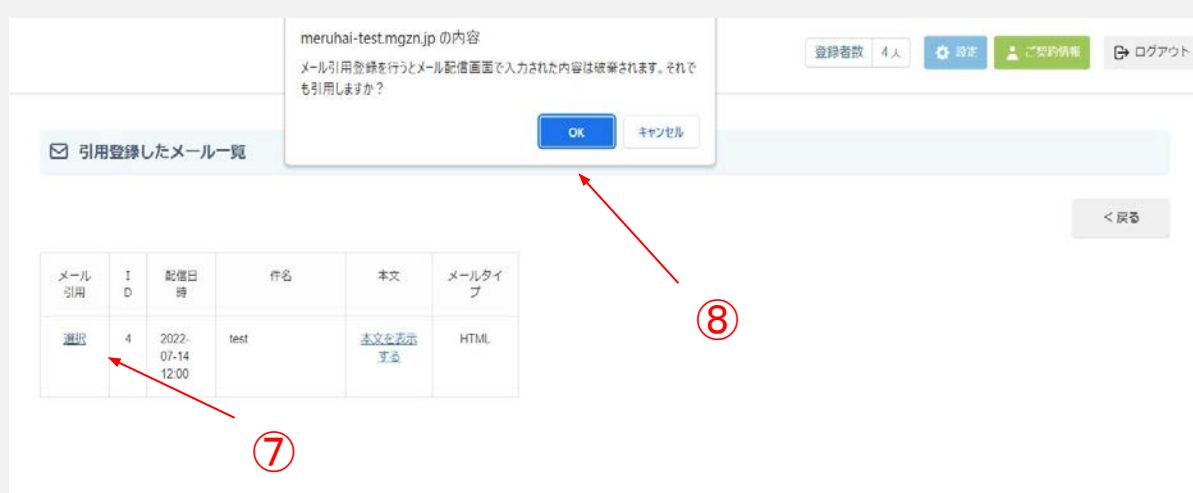 meruhai-test.mgzn.jp の内容
メール引用登録を行うとメール配信画面で入力された内容は破棄されます。それで
も引用しますか？
OK キャンセル
登録者数 4人 設定 ご契約情報 ログアウト
引用登録したメール一覧
< 戻る
メール
引用
I
D
配信日
時
件名
本文
メールタイ
プ
選択
4
2022-
07-14
12:00
test
本文を表示
する
HTML
⑦
⑧